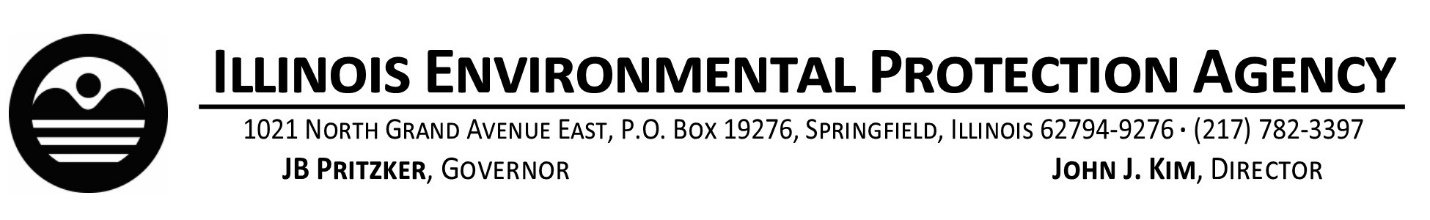 ILLINOIS ENVIRONMENTAL PROTECTION AGENCY
1021 NORTH GRAND AVENUE EAST, P.O. BOX 19276, SPRINGFIELD, ILLINOIS 62794-9276 · (217) 782-3397
JB PRITZKER, GOVERNOR JOHN J. KIM, DIRECTOR